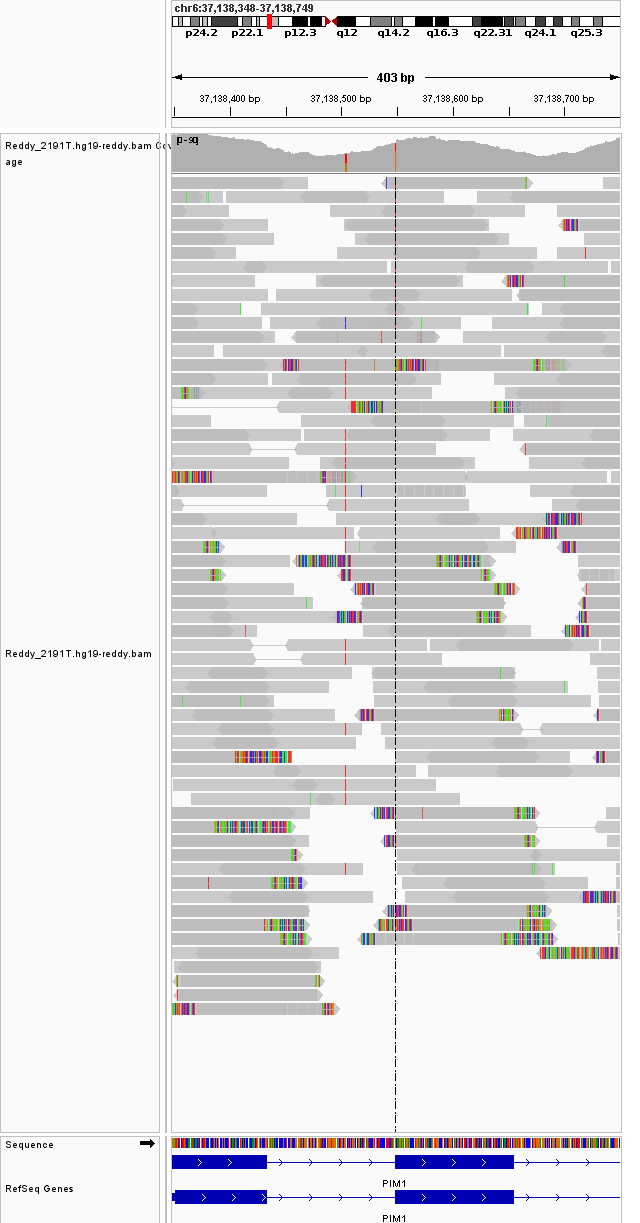 chr6:37,138,348-37,138,749
p24.2 p22.1 p12.3 q12 q14.2 q16.3 q22.31 q24.1 q25.3
403 bp
37,138,400 bp 37,138,500 bp 37,138,600 bp 37,138,700 bp
Reddy_2191T.hg19-reddy.bam
age
Reddy_2191T.hg19-reddy.bam
Sequence
PIM1
RefSeq Genes
PIM1